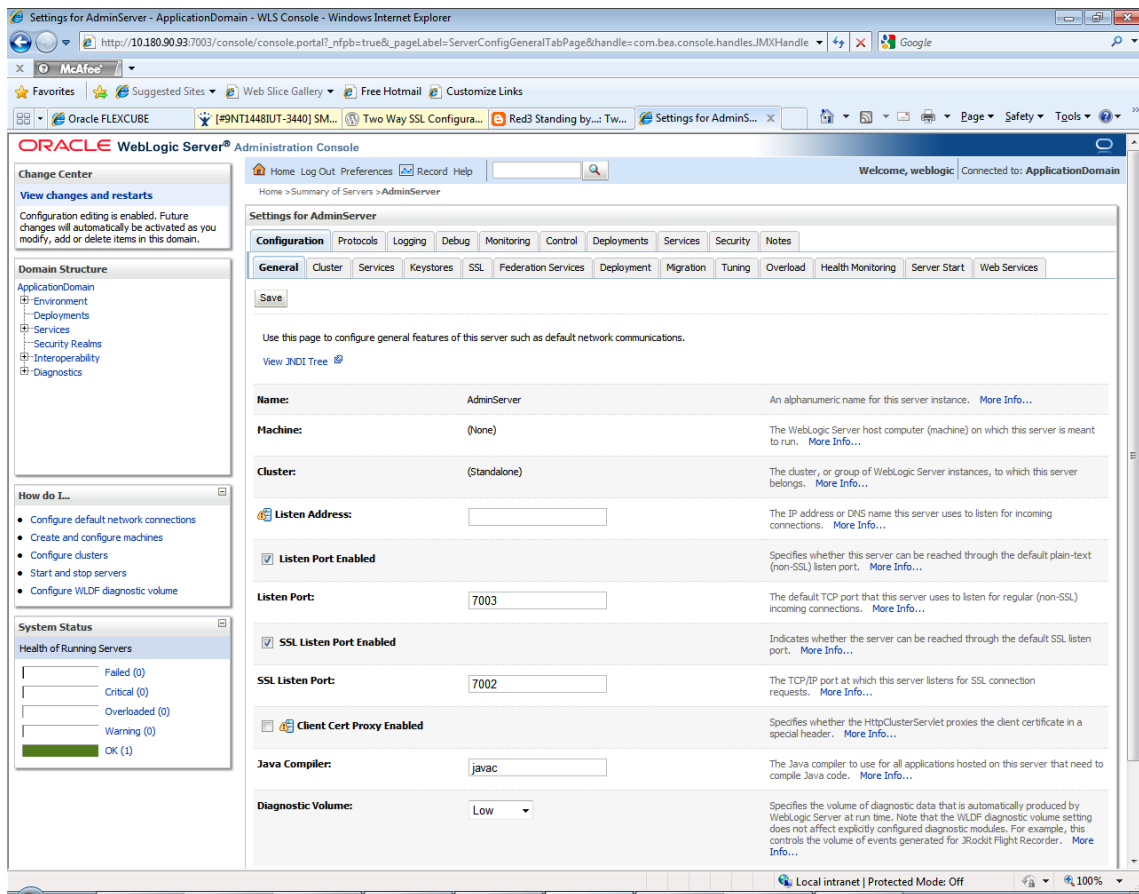 Settings for AdminServer - ApplicationDomain - WLS Console - Windows Internet Explorer
http://10.180.90.93:7003/console/console.portal?_nfpb=true&_pageLabel=ServerConfigGeneralTabPage&handle=com.bea.console.handles.JMXHandle
Google
x McAfee
Favorites Suggested Sites Web Slice Gallery Free Hotmail Customize Links
Oracle FLEXCUBE [#9NT1448IUT-3440] SM... Two Way SSL Configura... Red3 Standing by...: Tw... Settings for AdminS... X Page Safety Tools
ORACLE WebLogic Server® Administration Console
Change Center
View changes and restarts
Configuration editing is enabled. Future
changes will automatically be activated as you
modify, add or delete items in this domain.
Domain Structure
ApplicationDomain
Environment
Deployments
Services
Security Realms
Interoperability
Diagnostics
How do I...
Configure default network connections
Create and configure machines
Configure clusters
Start and stop servers
Configure WLDF diagnostic volume
System Status
Health of Running Servers
Failed (0)
Critical (0)
Overloaded (0)
Warning (0)
OK (1)
Home Log Out Preferences Record Help
Welcome, weblogic Connected to: ApplicationDomain
Home >Summary of Servers >AdminServer
Settings for AdminServer
Configuration Protocols Logging Debug Monitoring Control Deployments Services Security Notes
General Cluster Services Keystores SSL Federation Services Deployment Migration Tuning Overload Health Monitoring Server Start Web Services
Save
Use this page to configure general features of this server such as default network communications.
View JNDI Tree
Name: AdminServer An alphanumeric name for this server instance. More Info...
Machine: (None) The WebLogic Server host computer (machine) on which this server is meant
to run. More Info...
Cluster: (Standalone) The cluster, or group of WebLogic Server instances, to which this server
belongs. More Info...
Listen Address: The IP address or DNS name this server uses to listen for incoming
connections. More Info...
Listen Port Enabled Specifies whether this server can be reached through the default plain-text
(non-SSL) listen port. More Info...
Listen Port: 7003 The default TCP port that this server uses to listen for regular (non-SSL)
incoming connections. More Info...
SSL Listen Port Enabled Indicates whether the server can be reached through the default SSL listen
port. More Info...
SSL Listen Port: 7002 The TCP/IP port at which this server listens for SSL connection
requests. More Info...
Client Cert Proxy Enabled Specifies whether the HttpClusterServlet proxies the client certificate in a
special header. More Info...
Java Compiler: javac The Java compiler to use for all applications hosted on this server that need to
compile Java code. More Info...
Diagnostic Volume: Low Specifies the volume of diagnostic data that is automatically produced by
WebLogic Server at run time. Note that the WLDF diagnostic volume setting
does not affect explicitly configured diagnostic modules. For example, this
controls the volume of events generated for JRockit Flight Recorder. More
Info...
Local intranet | Protected Mode: Off 100%